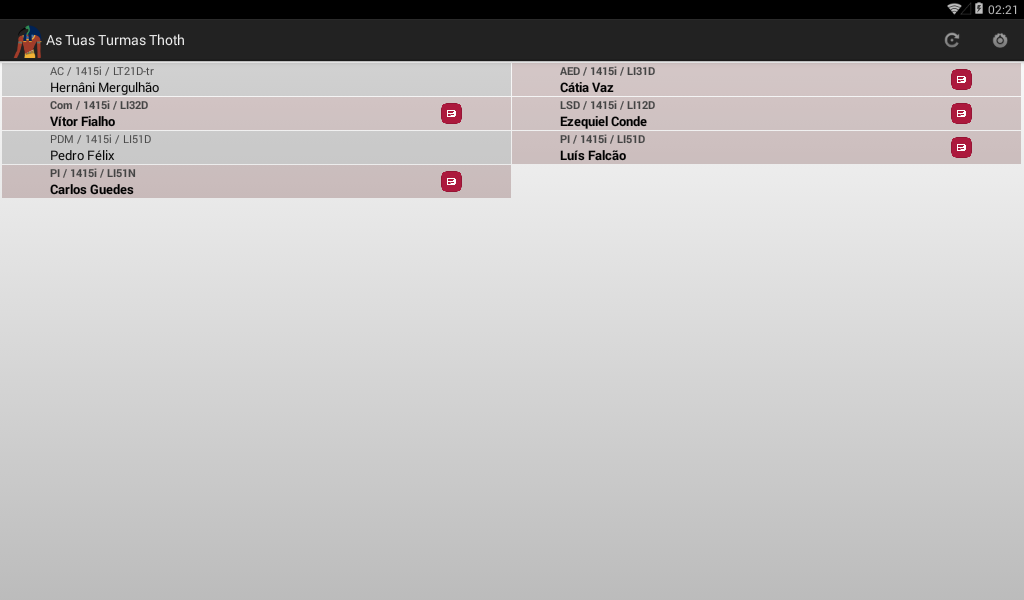 02:21
As Tuas Turmas Thoth
AC / 1415i / LT21D-tr
Hernâni Mergulhão
AED / 1415i / LI31D
Cátia Vaz
Com / 1415i / LI32D
Vítor Fialho
LSD / 1415i / LI12D
Ezequiel Conde
PDM / 1415i / LI51D
Pedro Félix
PI / 1415i / LI51D
Luís Falcão
PI / 1415i / LI51N
Carlos Guedes